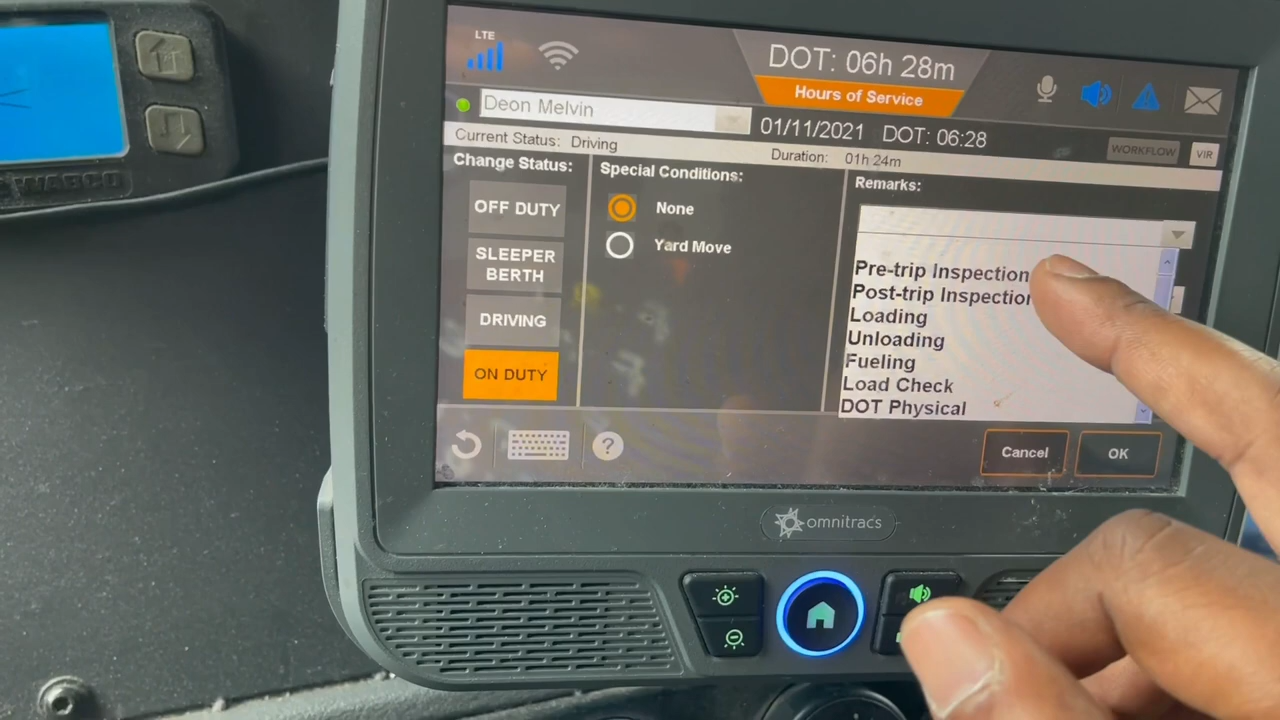 LTE
DOT: 06h 28m
Hours of Service
Deon Melvin
01/11/2021 DOT: 06:28
WORKFLOW
VIR
Current Status: Driving
Duration: 01h 24m
Change Status:
OFF DUTY
SLEEPER
BERTH
DRIVING
ON DUTY
Special Conditions:
None
Yard Move
Remarks:
Pre-trip Inspection
Post-trip Inspection
Loading
Unloading
Fueling
Load Check
DOT Physical
?
Cancel
OK
omnitracs
WABCO